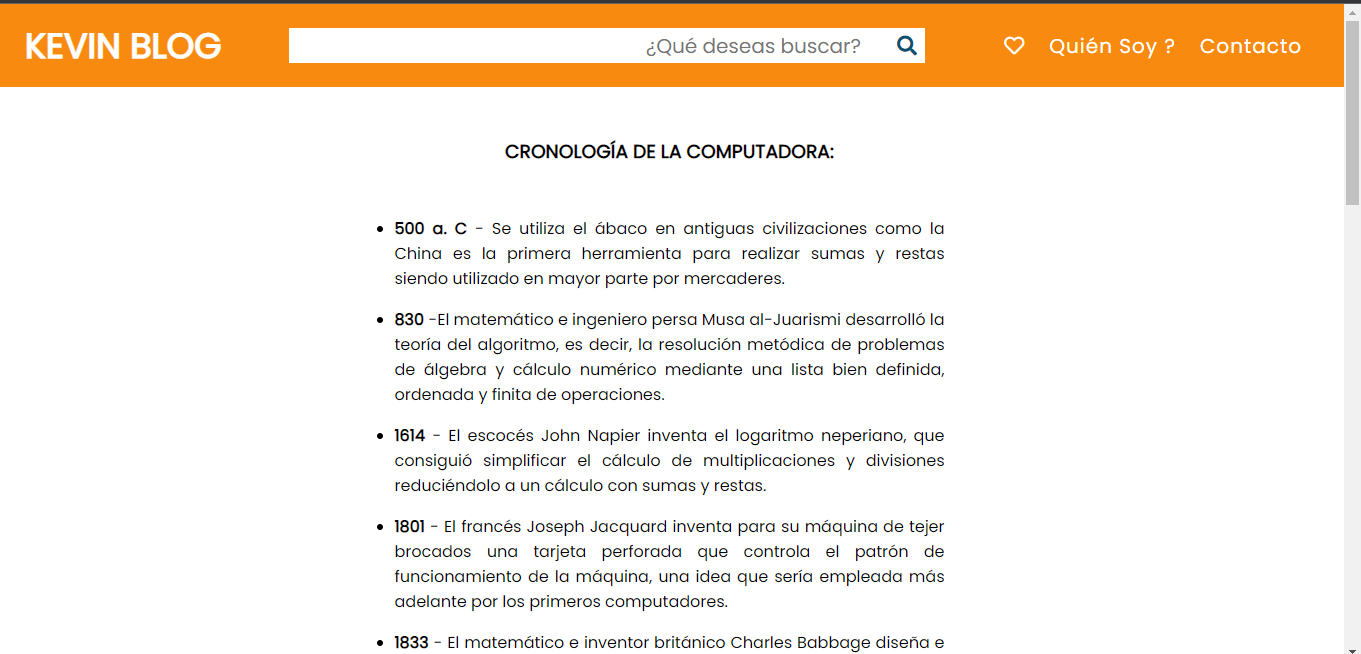 KEVIN BLOG
¿Qué deseas buscar?
Quién Soy ?
Contacto
CRONOLOGÍA DE LA COMPUTADORA:
500 a. C - Se utiliza el ábaco en antiguas civilizaciones como la
China es la primera herramienta para realizar sumas y restas
siendo utilizado en mayor parte por mercaderes.
830 -El matemático e ingeniero persa Musa al-Juarismi desarrolló la
teoría del algoritmo, es decir, la resolución metódica de problemas
de álgebra y cálculo numérico mediante una lista bien definida,
ordenada y finita de operaciones.
1614 - El escocés John Napier inventa el logaritmo neperiano, que
consiguió simplificar el cálculo de multiplicaciones y divisiones
reduciéndolo a un cálculo con sumas y restas.
1801 - El francés Joseph Jacquard inventa para su máquina de tejer
brocados una tarjeta perforada que controla el patrón de
funcionamiento de la máquina, una idea que sería empleada más
adelante por los primeros computadores.
1833 - El matemático e inventor británico Charles Babbage diseña e